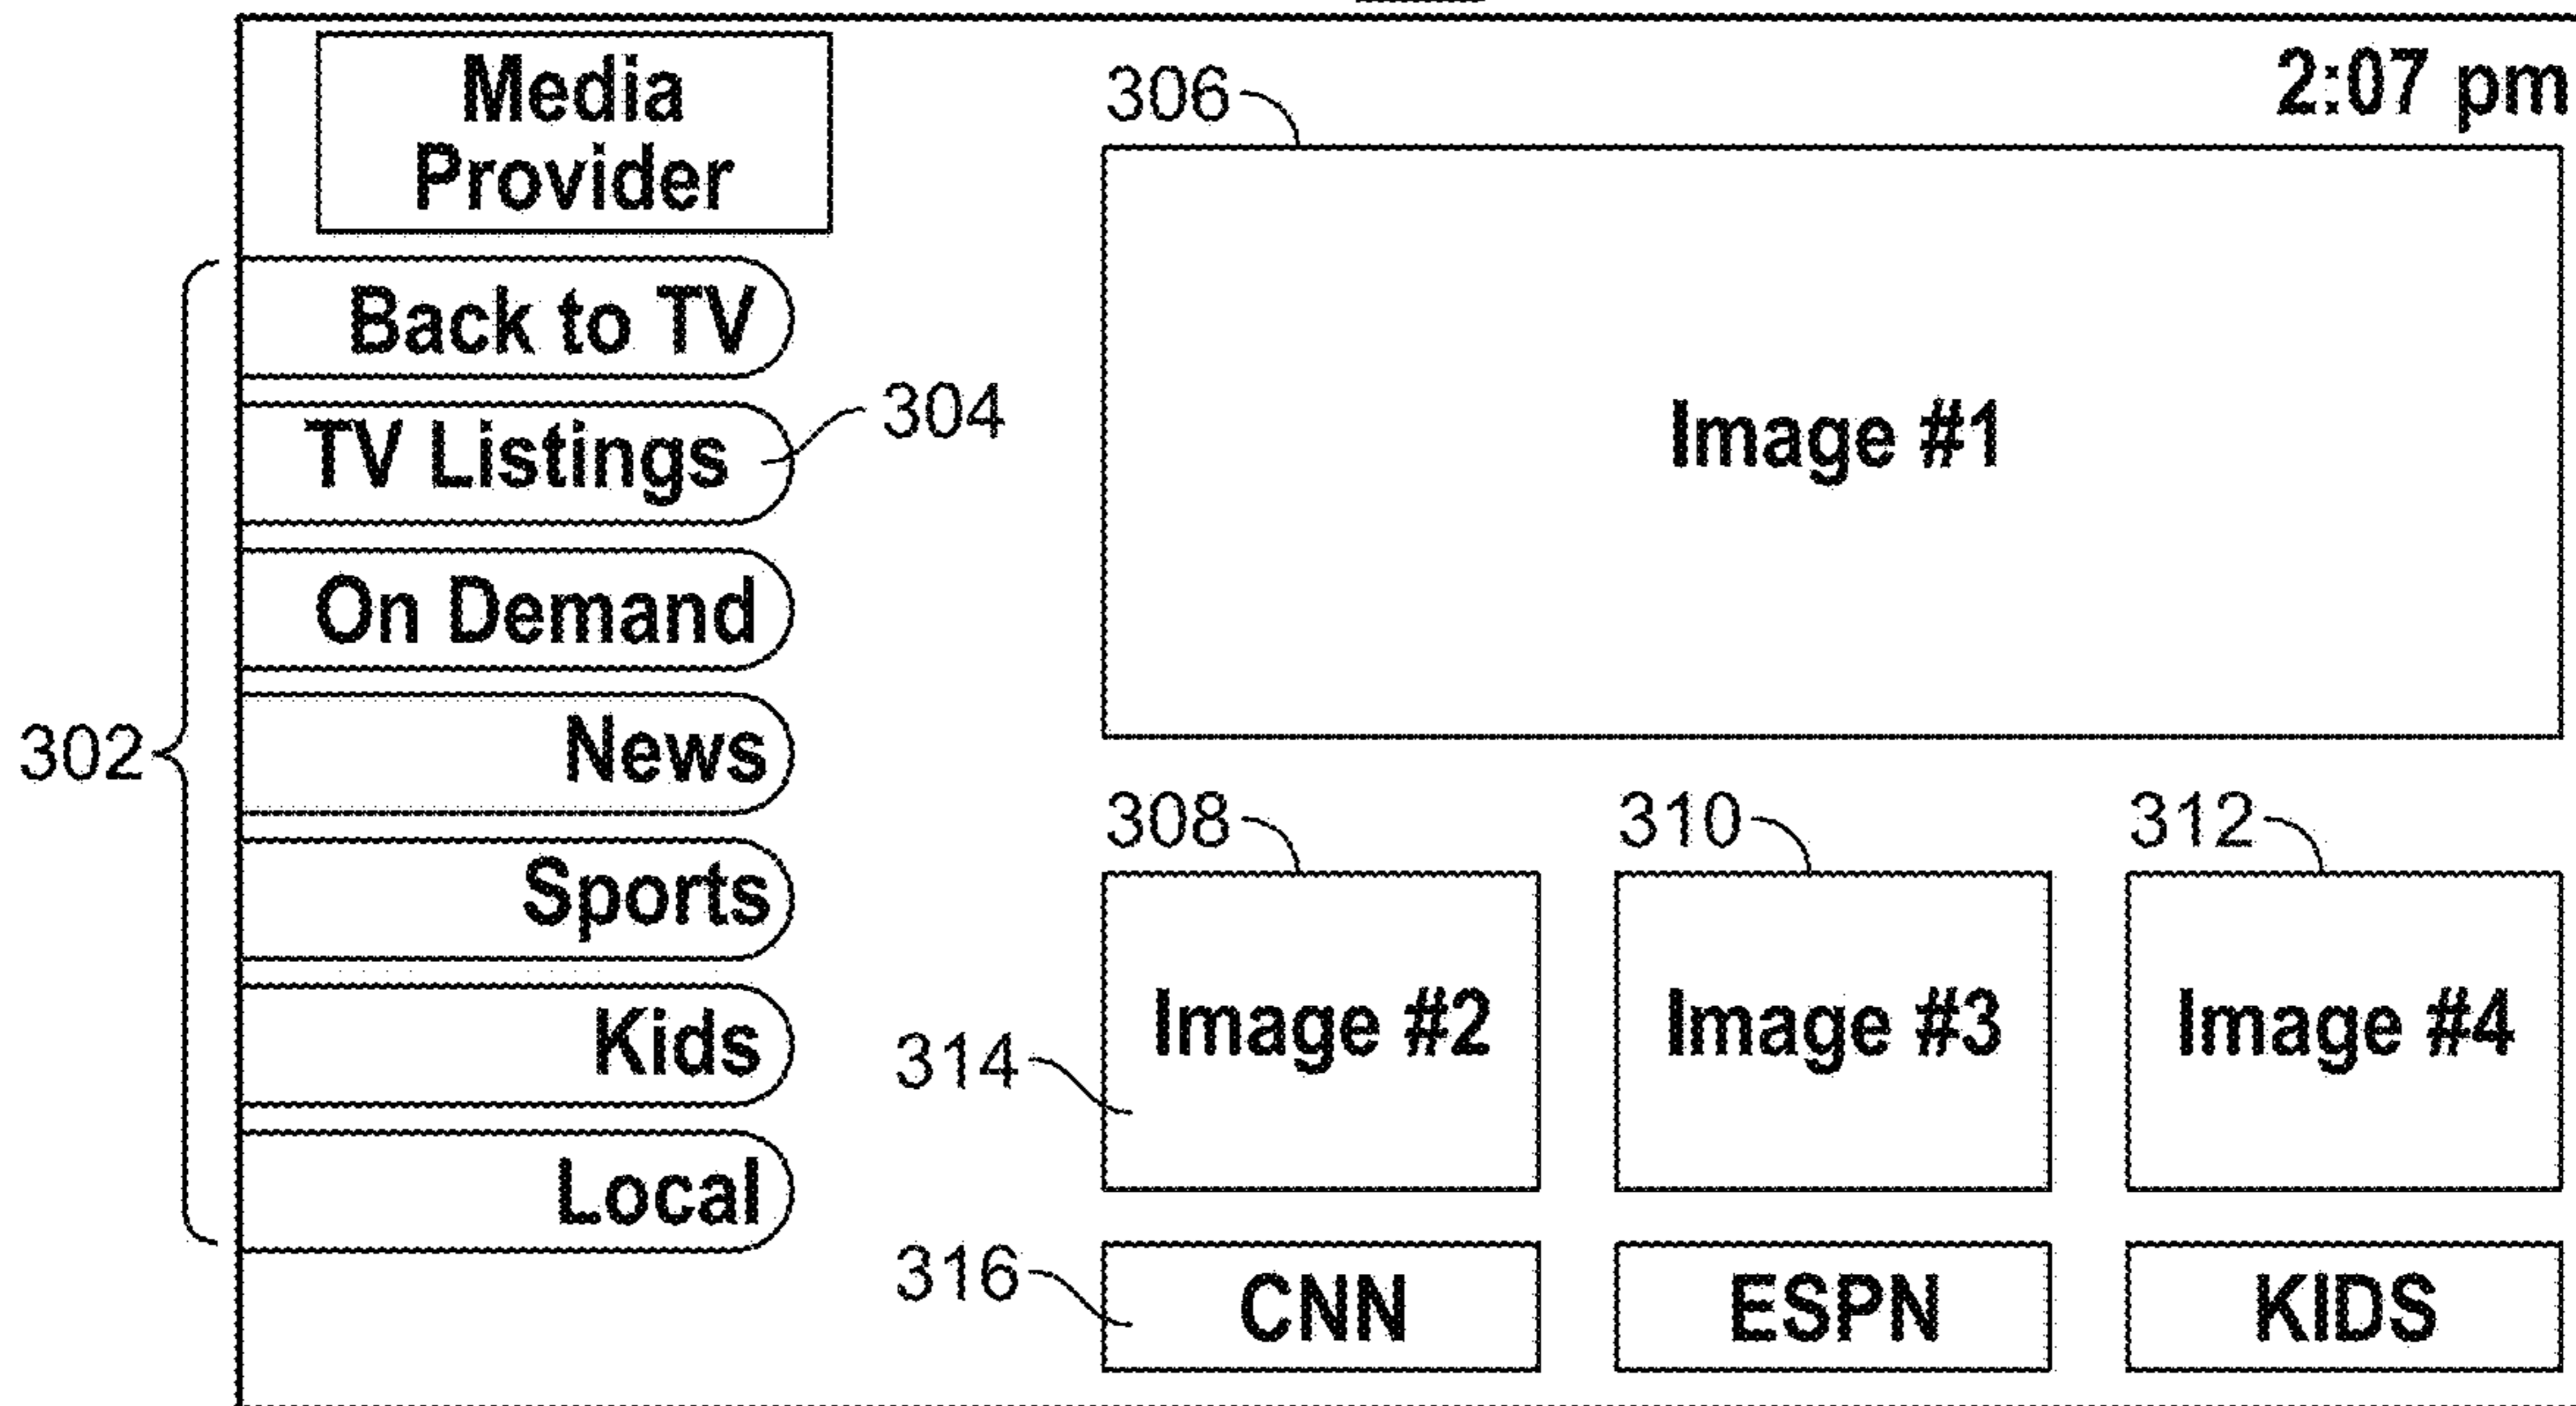 Media
Provider
2:07 pm
306
Back to TV
304
TV Listings
Image #1
On Demand
302
News
308
310
312
Sports
Image #2
Image #3
Image #4
314
Kids
Local
316
CNN
ESPN
KIDS